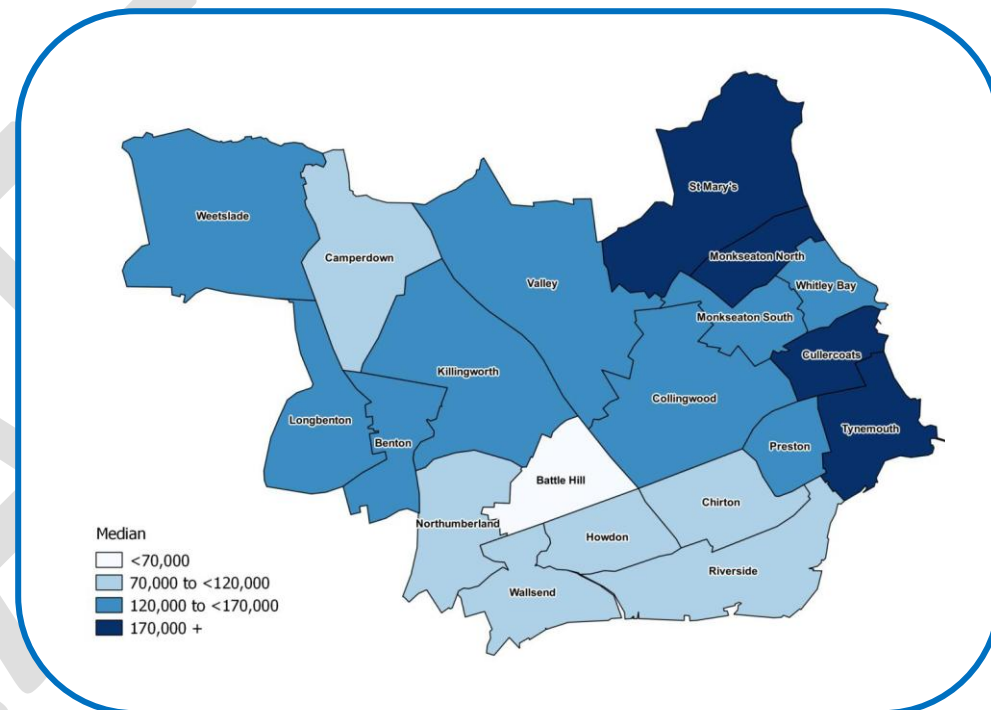 St Mary's
Weetslade
Monkseaton North
Camperdown
Valley
Whitley Bay
Monkseaton South
Cullercoats
Killingworth
Collingwood
Longbenton
Tynemouth
Benton
Preston
Battle Hill
Chirton
Northumberland
Howdon
Riverside
Wallsend
Median
<70,000
70,000 to <120,000
120,000 to <170,000
170,000 +